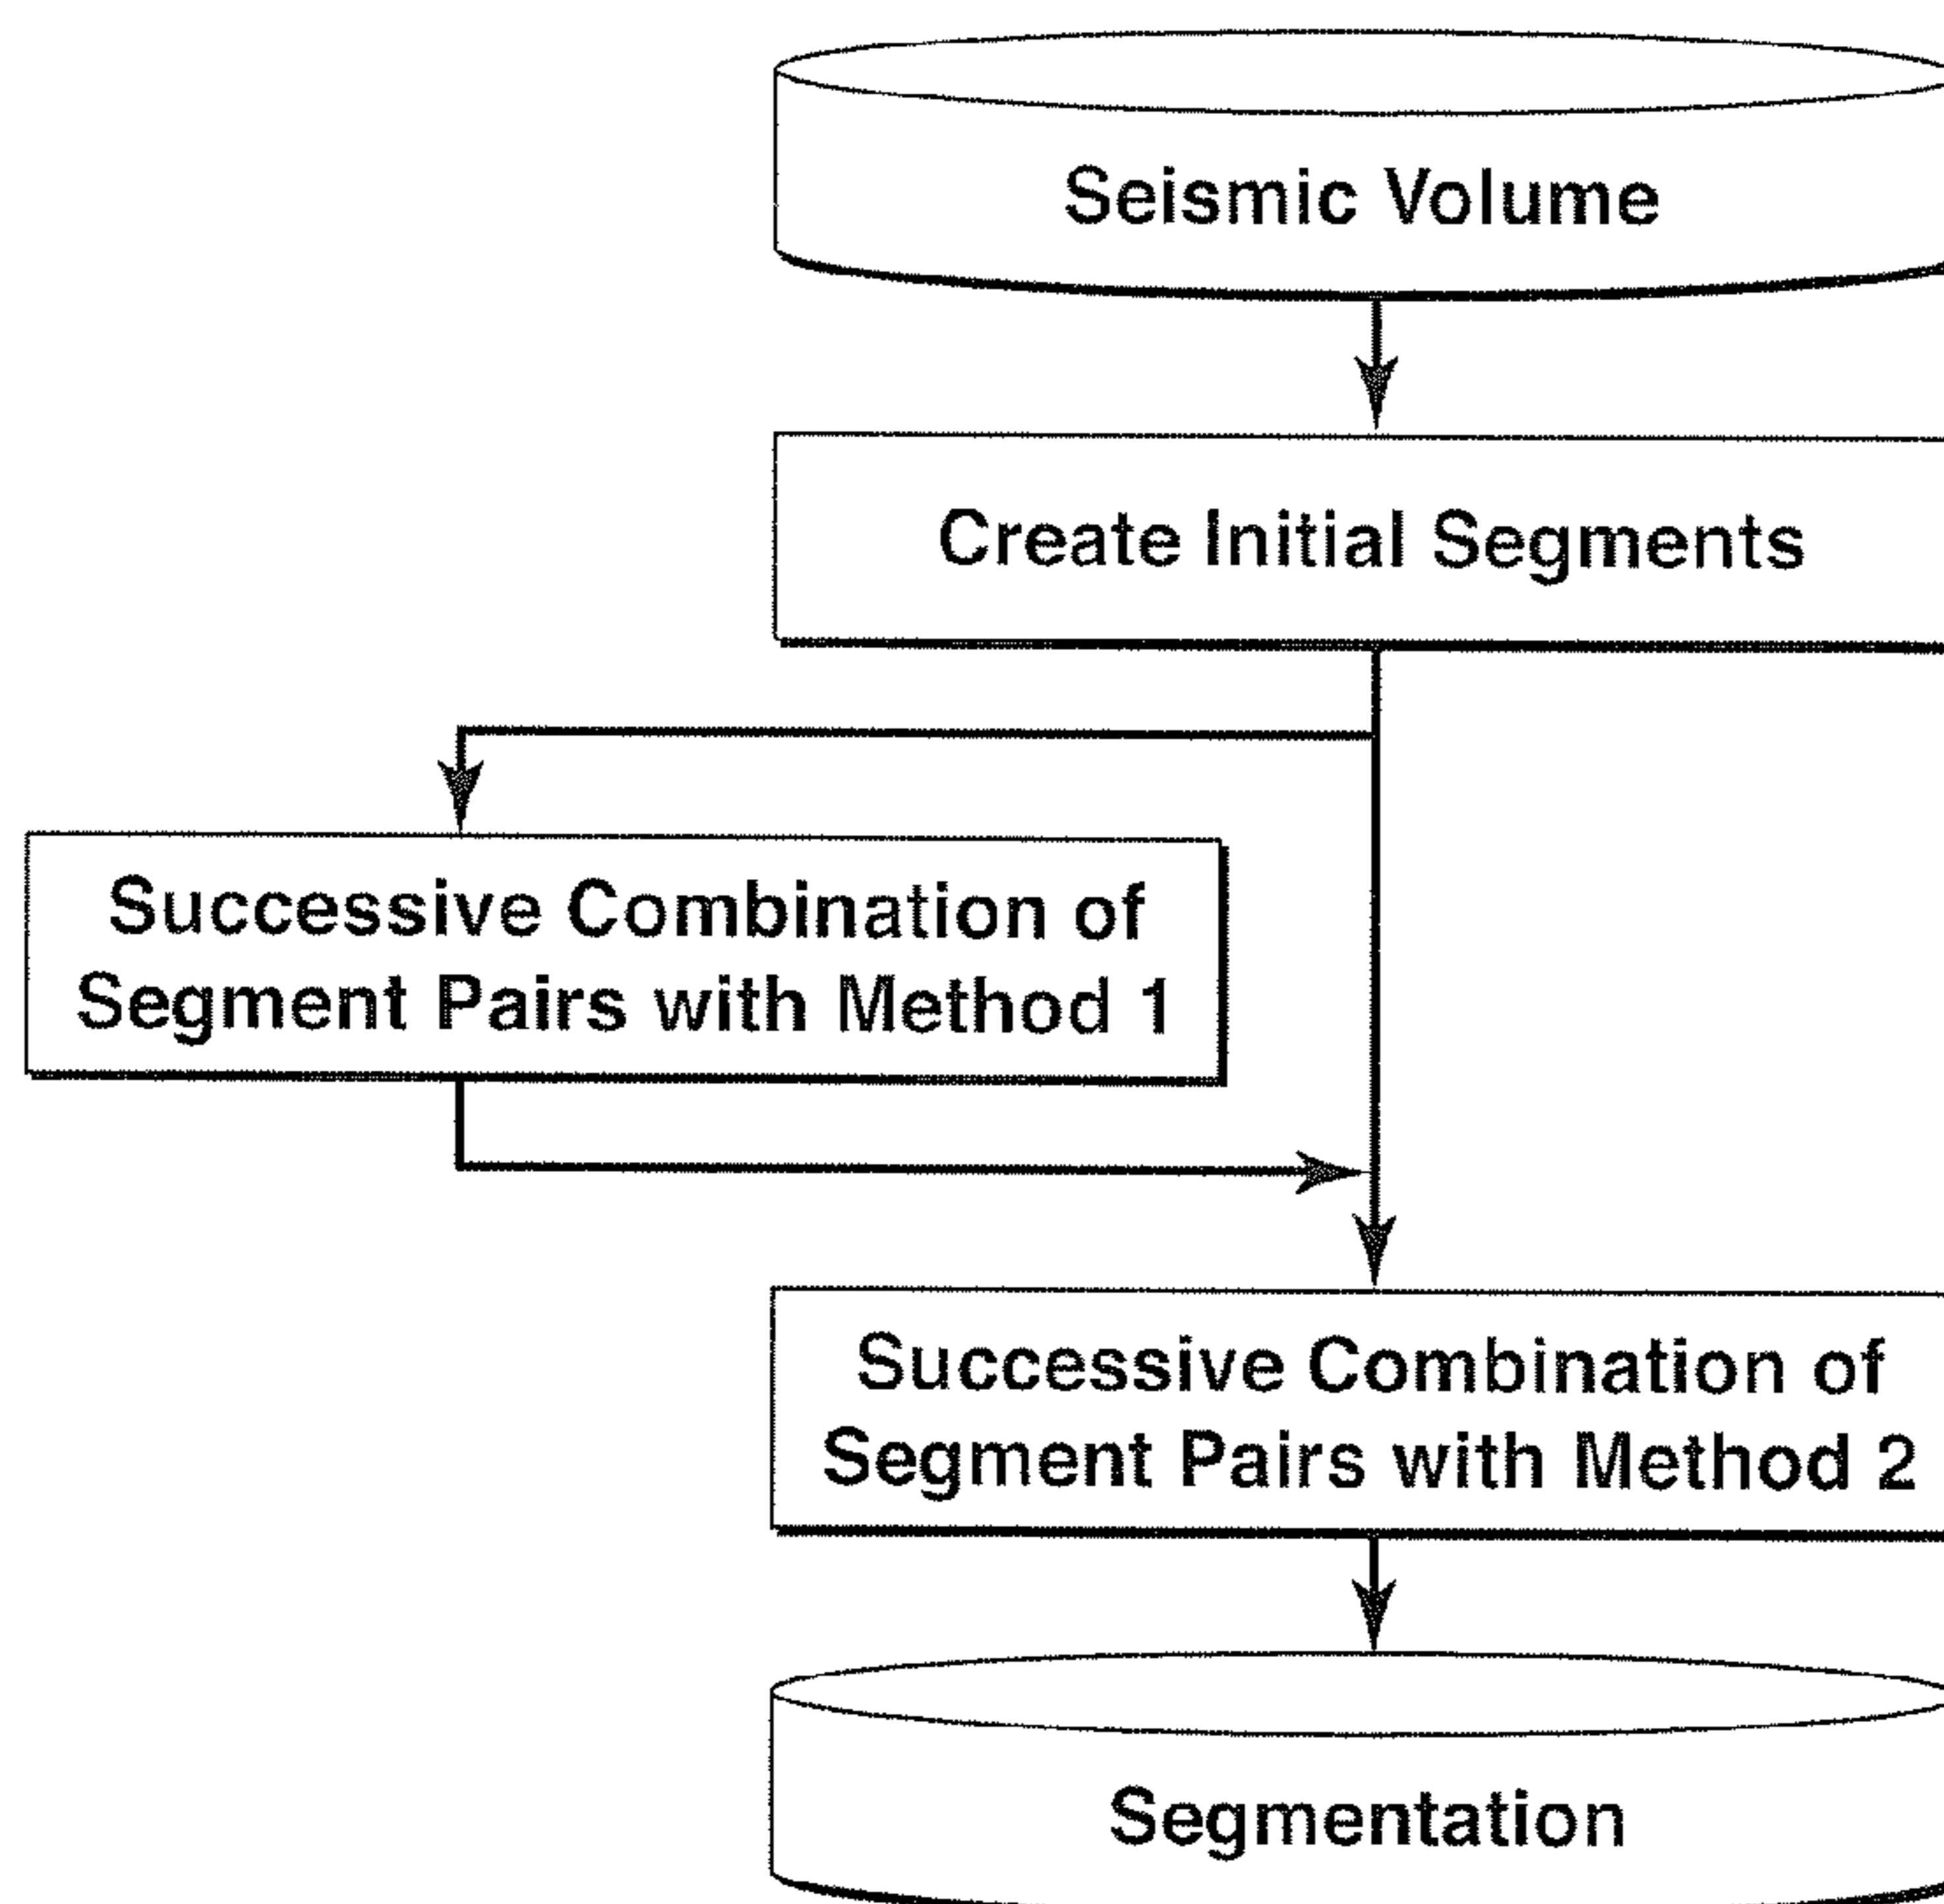 Seismic Volume
Create Initial Segments
Successive Combination of
Segment Pairs with Method 1
Successive Combination of
Segment Pairs with Method 2
Segmentation